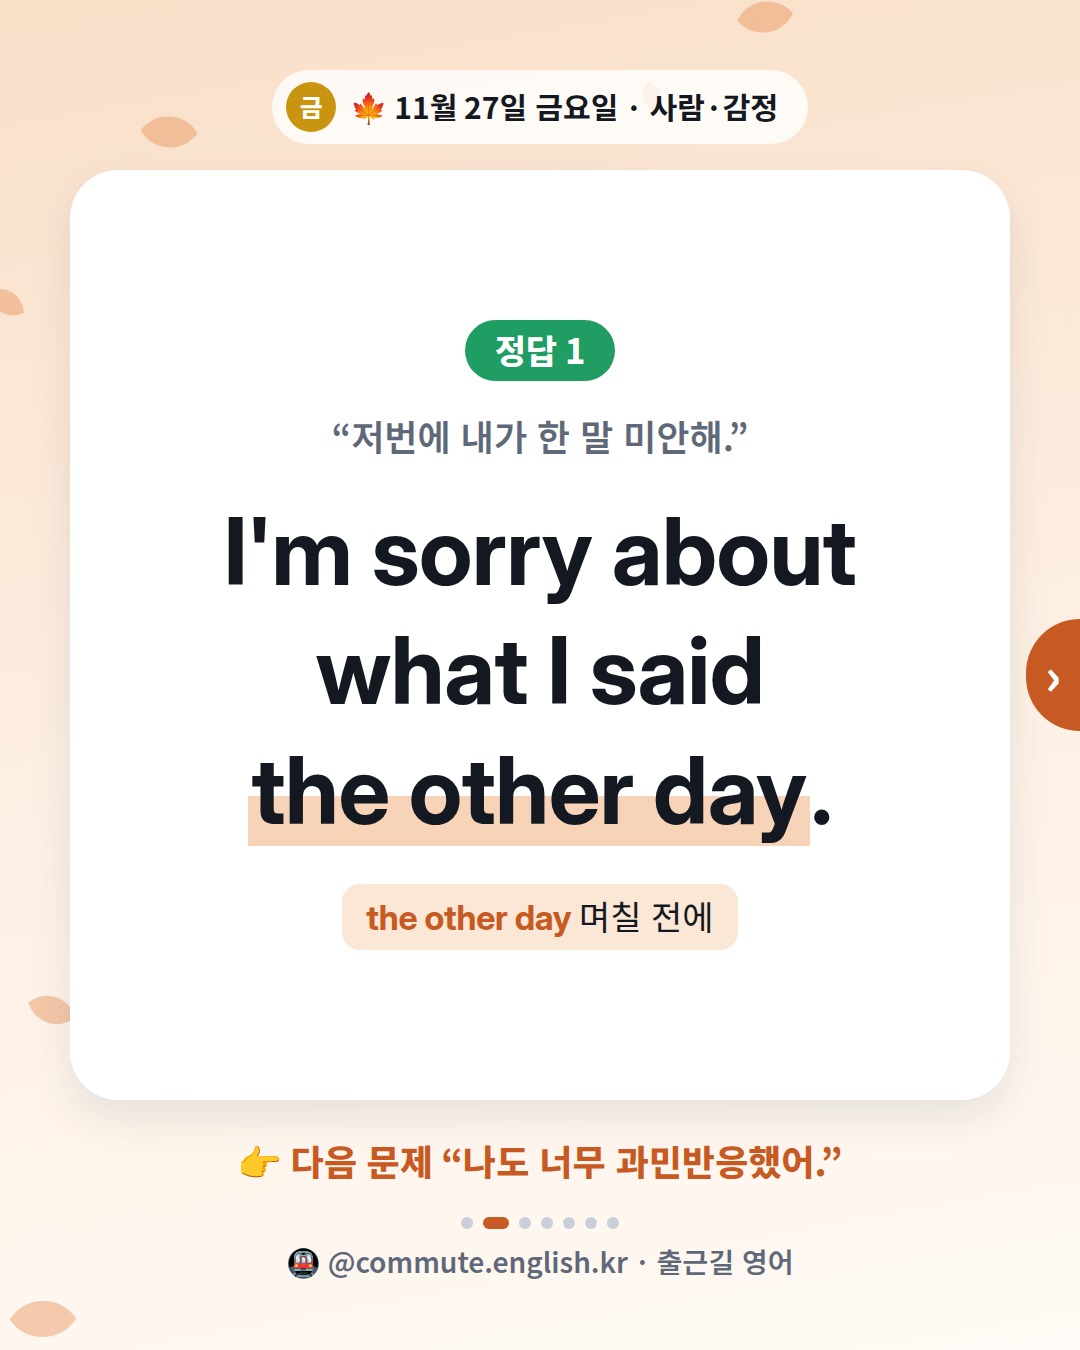 금 🍁 11월 27일 금요일 · 사람·감정
정답 1
“저번에 내가 한 말 미안해.”
I'm sorry about
what I said
the other day.
the other day 며칠 전에
›
👉 다음 문제 “나도 너무 과민반응했어.”
🚇 @commute.english.kr · 출근길 영어